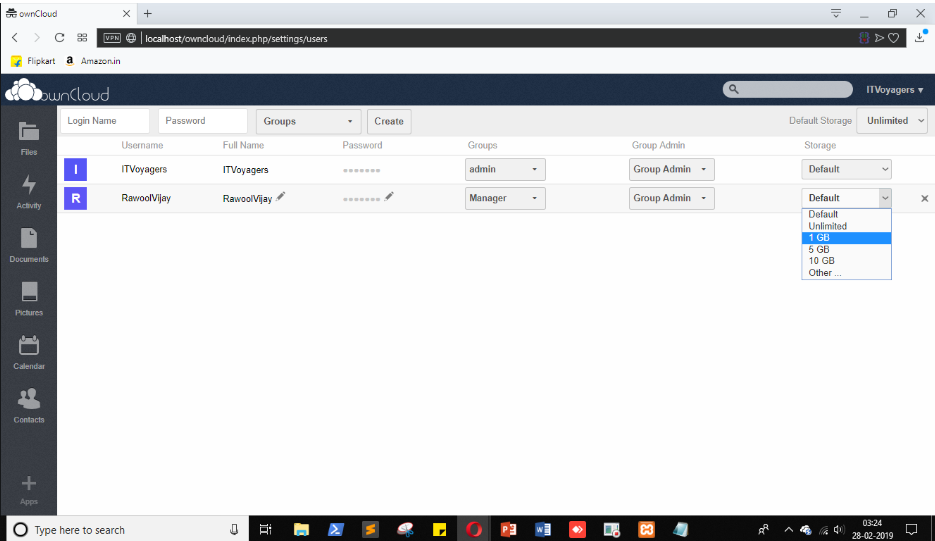 ownCloud
VPN localhost/owncloud/index.php/settings/users
Flipkart a Amazon.in
ownCloud ITVoyagers
Login Name Password Groups Create Default Storage Unlimited
Username Full Name Password Groups Group Admin Storage
I ITVoyagers ITVoyagers admin Group Admin Default
R RawoolVijay RawoolVijay Manager Group Admin Default
Default
Unlimited
1 GB
5 GB
10 GB
Other ...
Files
Activity
Documents
Pictures
Calendar
Contacts
Apps
Type here to search
03:24
28-02-2019